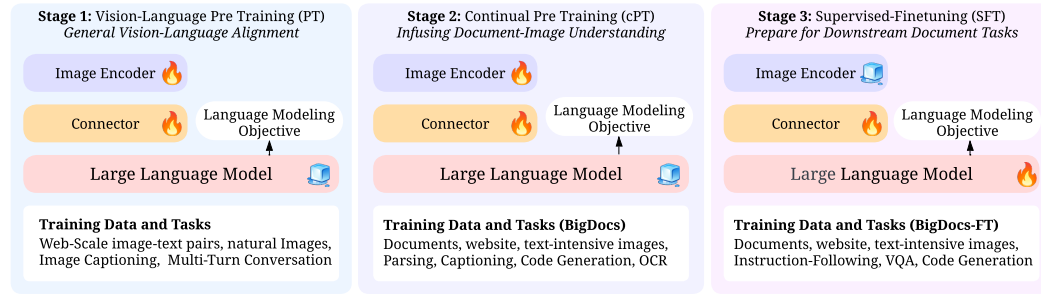 Stage 1: Vision-Language Pre Training (PT)
General Vision-Language Alignment
Image Encoder
Connector
Language Modeling
Objective
Large Language Model
Training Data and Tasks
Web-Scale image-text pairs, natural Images,
Image Captioning, Multi-Turn Conversation
Stage 2: Continual Pre Training (cPT)
Infusing Document-Image Understanding
Image Encoder
Connector
Language Modeling
Objective
Large Language Model
Training Data and Tasks (BigDocs)
Documents, website, text-intensive images,
Parsing, Captioning, Code Generation, OCR
Stage 3: Supervised-Finetuning (SFT)
Prepare for Downstream Document Tasks
Image Encoder
Connector
Language Modeling
Objective
Large Language Model
Training Data and Tasks (BigDocs-FT)
Documents, website, text-intensive images,
Instruction-Following, VQA, Code Generation